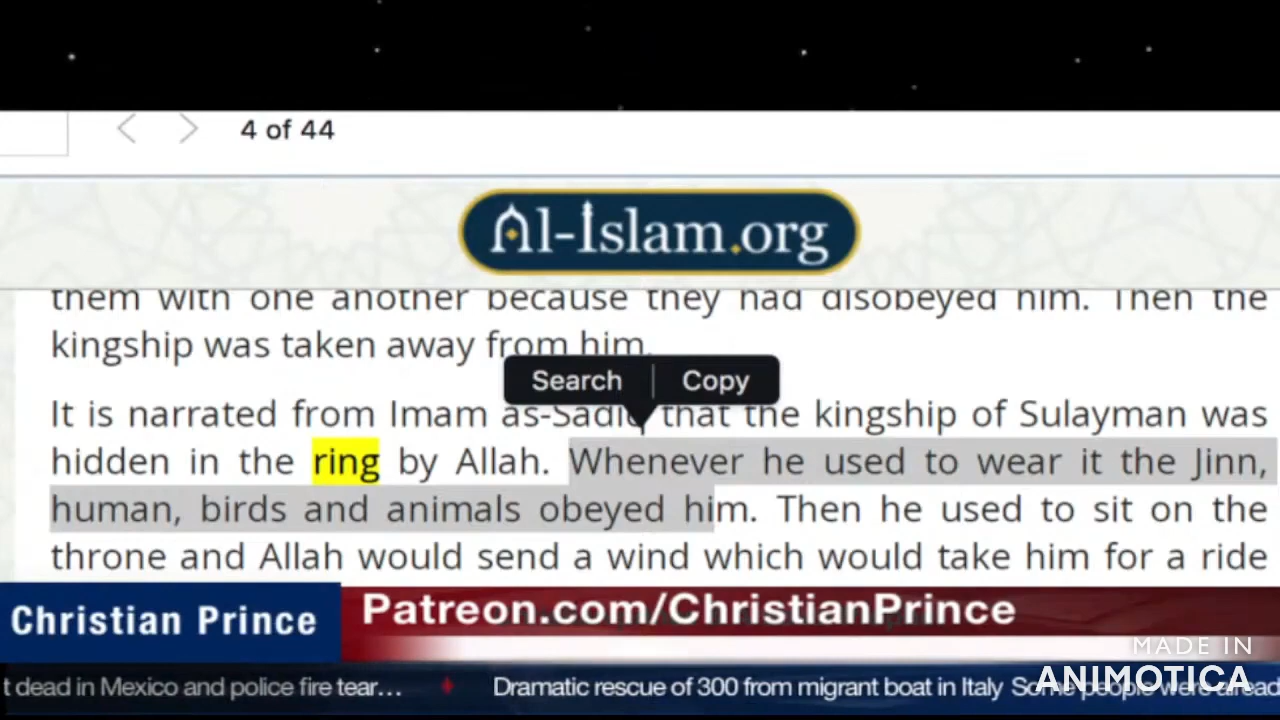 4 of 44
Al-Islam.org
them with one another because they had disobeyed him. Then the
kingship was taken away from him.
Search Copy
It is narrated from Imam as-Sadiq that the kingship of Sulayman was
hidden in the ring by Allah. Whenever he used to wear it the Jinn,
human, birds and animals obeyed him. Then he used to sit on the
throne and Allah would send a wind which would take him for a ride
Christian Prince
Patreon.com/ChristianPrince
MADE IN
ANIMOTICA
t dead in Mexico and police fire tear… Dramatic rescue of 300 from migrant boat in Italy Some people were